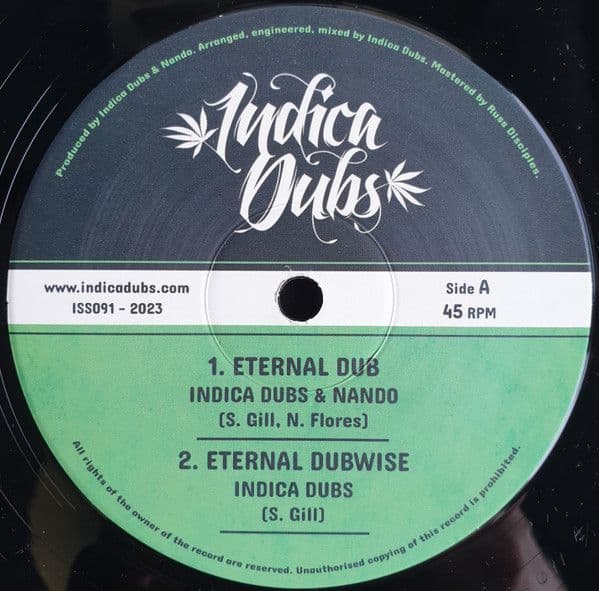 Produced by Indica Dubs & Nando. Arranged, engineered, mixed by Indica Dubs. Mastered by Russ Disciples.
Indica
Dubs
www.indicadubs.com
ISS091 - 2023
Side A
45 RPM
1. ETERNAL DUB
INDICA DUBS & NANDO
(S. Gill, N. Flores)
2. ETERNAL DUBWISE
INDICA DUBS
(S. Gill)
All rights of the owner of the record are reserved. Unauthorised copying of this record is prohibited.